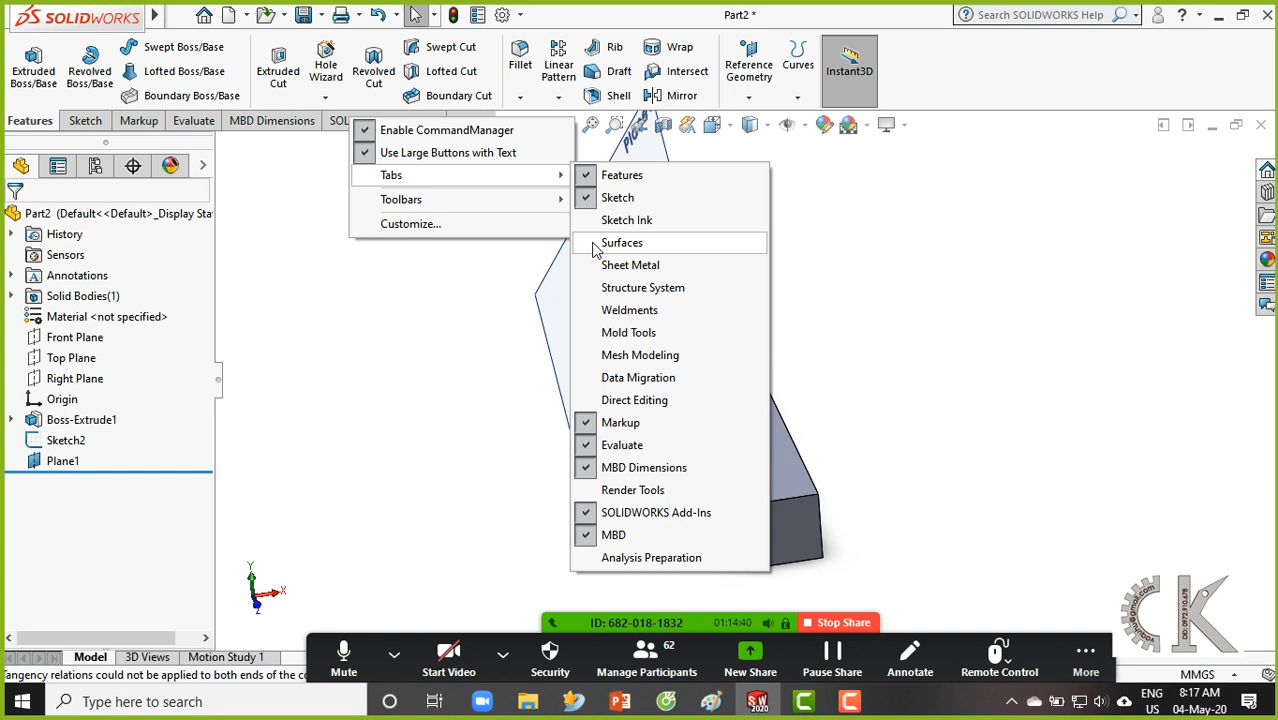 SOLIDWORKS
Part2 *
Search SOLIDWORKS Help
Extruded Boss/Base
Revolved Boss/Base
Swept Boss/Base
Lofted Boss/Base
Boundary Boss/Base
Extruded Cut
Hole Wizard
Revolved Cut
Swept Cut
Lofted Cut
Boundary Cut
Fillet
Linear Pattern
Rib
Draft
Shell
Wrap
Intersect
Mirror
Reference Geometry
Curves
Instant3D
Features
Sketch
Markup
Evaluate
MBD Dimensions
SOL
Enable CommandManager
Use Large Buttons with Text
Tabs
Toolbars
Customize...
Features
Sketch
Sketch Ink
Surfaces
Sheet Metal
Structure System
Weldments
Mold Tools
Mesh Modeling
Data Migration
Direct Editing
Markup
Evaluate
MBD Dimensions
Render Tools
SOLIDWORKS Add-Ins
MBD
Analysis Preparation
Part2 (Default<<Default>_Display Sta
History
Sensors
Annotations
Solid Bodies(1)
Material <not specified>
Front Plane
Top Plane
Right Plane
Origin
Boss-Extrude1
Sketch2
Plane1
Y
X
Z
ID: 682-018-1832
01:14:40
Stop Share
Model
3D Views
Motion Study 1
Mute
Start Video
Security
62
Manage Participants
New Share
Pause Share
Annotate
Remote Control
More
Tangency relations could not be applied to both ends of the c
MMGS
Type here to search
SW 2020
ENG
US
8:17 AM
04-May-20
CK